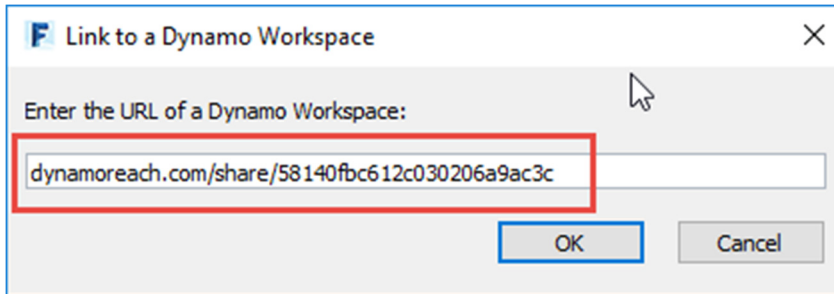 Link to a Dynamo Workspace
Enter the URL of a Dynamo Workspace:
dynamoreach.com/share/58140fbc612c030206a9ac3c
OK Cancel